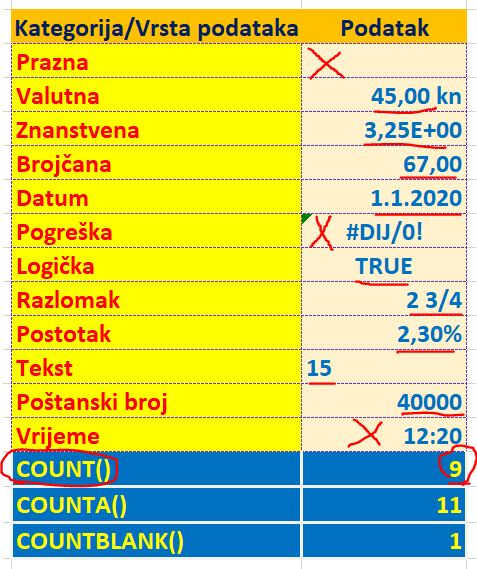 Kategorija/Vrsta podataka Podatak
Prazna
Valutna 45,00 kn
Znanstvena 3,25E+00
Brojčana 67,00
Datum 1.1.2020
Pogreška #DIJ/0!
Logička TRUE
Razlomak 2 3/4
Postotak 2,30%
Tekst 15
Poštanski broj 40000
Vrijeme 12:20
COUNT() 9
COUNTA() 11
COUNTBLANK() 1